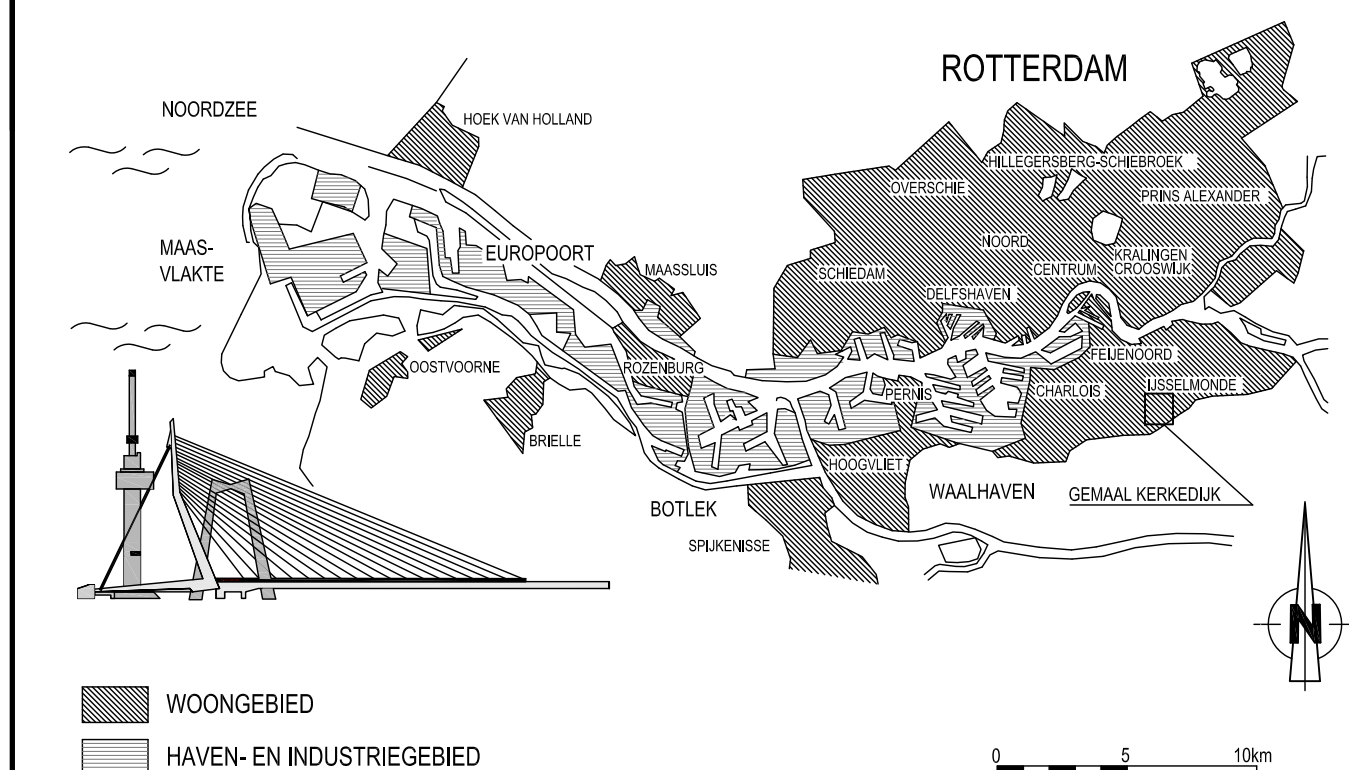 ROTTERDAM
NOORDZEE
HOEK VAN HOLLAND
HILLEGERSBERG-SCHIEBROEK
OVERSCHIE
PRINS ALEXANDER
MAAS-
VLAKTE
EUROPOORT
MAASSLUIS
SCHIEDAM
NOORD
CENTRUM
KRALINGEN
CROOSWIJK
DELFSHAVEN
OOSTVOORNE
ROZENBURG
FEIJENOORD
PERNIS
CHARLOIS
IJSSELMONDE
BRIELLE
HOOGVLIET
WAALHAVEN
GEMAAL KERKEDIJK
BOTLEK
SPIJKENISSE
N
WOONGEBIED
HAVEN- EN INDUSTRIEGEBIED
0 5 10km